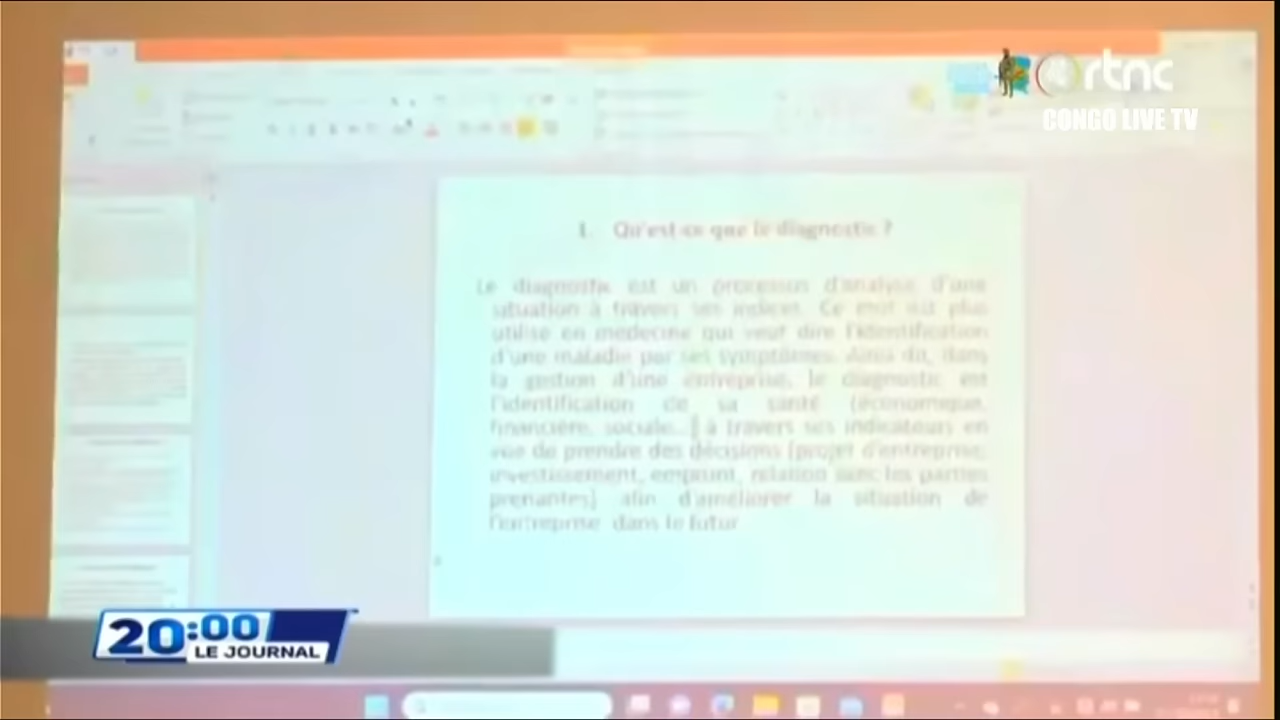 rtnc
CONGO LIVE TV
1. Qu'est-ce que le diagnostic ?
Le diagnostic est un processus d'analyse d'une
situation à travers ses indices. Ce mot est plus
utilisé en médecine qui veut dire l'identification
d'une maladie par ses symptômes. Ainsi dit, dans
la gestion d'une entreprise, le diagnostic est
l'identification de sa santé (économique,
financière, sociale...) à travers ses indicateurs en
vue de prendre des décisions (projet d'entreprise,
investissement, emprunt, relation avec les parties
prenantes) afin d'améliorer la situation de
l'entreprise dans le futur
20:00
LE JOURNAL